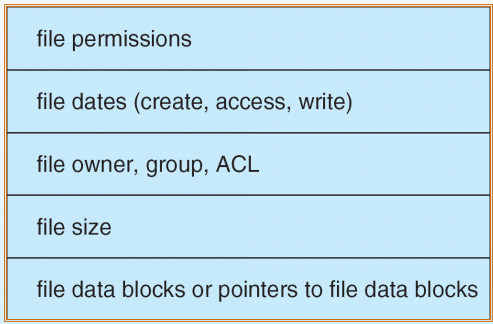 file permissions
file dates (create, access, write)
file owner, group, ACL
file size
file data blocks or pointers to file data blocks